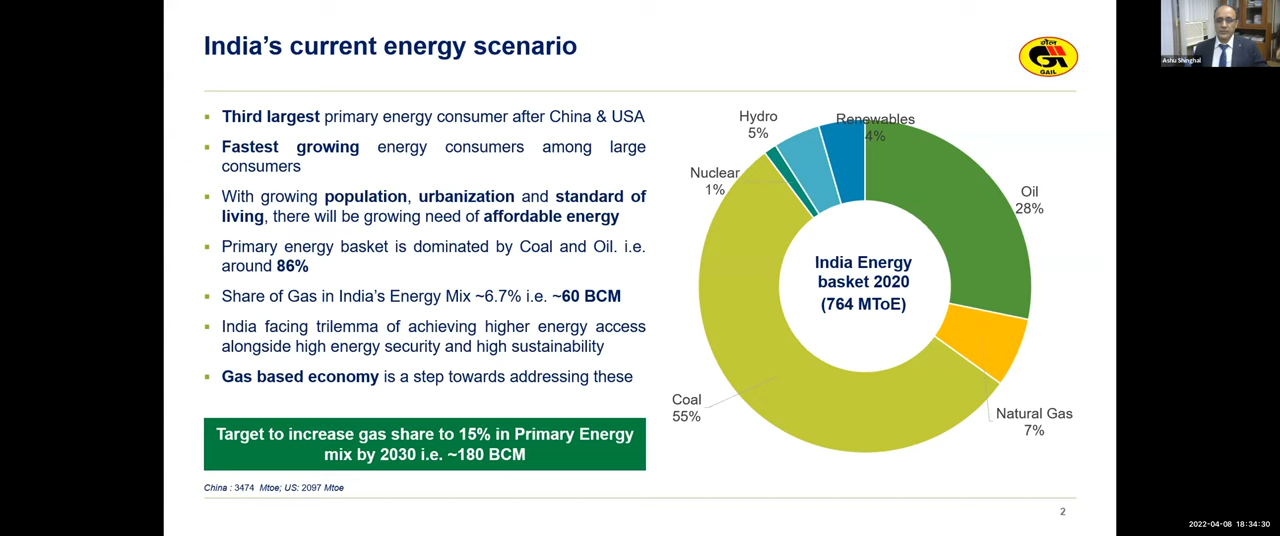 India's current energy scenario
गेल
GAIL
Ashu Shinghal
▪ Third largest primary energy consumer after China & USA
▪ Fastest growing energy consumers among large
consumers
▪ With growing population, urbanization and standard of
living, there will be growing need of affordable energy
▪ Primary energy basket is dominated by Coal and Oil. i.e.
around 86%
▪ Share of Gas in India's Energy Mix ~6.7% i.e. ~60 BCM
▪ India facing trilemma of achieving higher energy access
alongside high energy security and high sustainability
▪ Gas based economy is a step towards addressing these
Target to increase gas share to 15% in Primary Energy
mix by 2030 i.e. ~180 BCM
China : 3474 Mtoe; US: 2097 Mtoe
Hydro
5%
Renewables
4%
Nuclear
1%
Oil
28%
India Energy
basket 2020
(764 MToE)
Coal
55%
Natural Gas
7%
2
2022-04-08 18:34:30